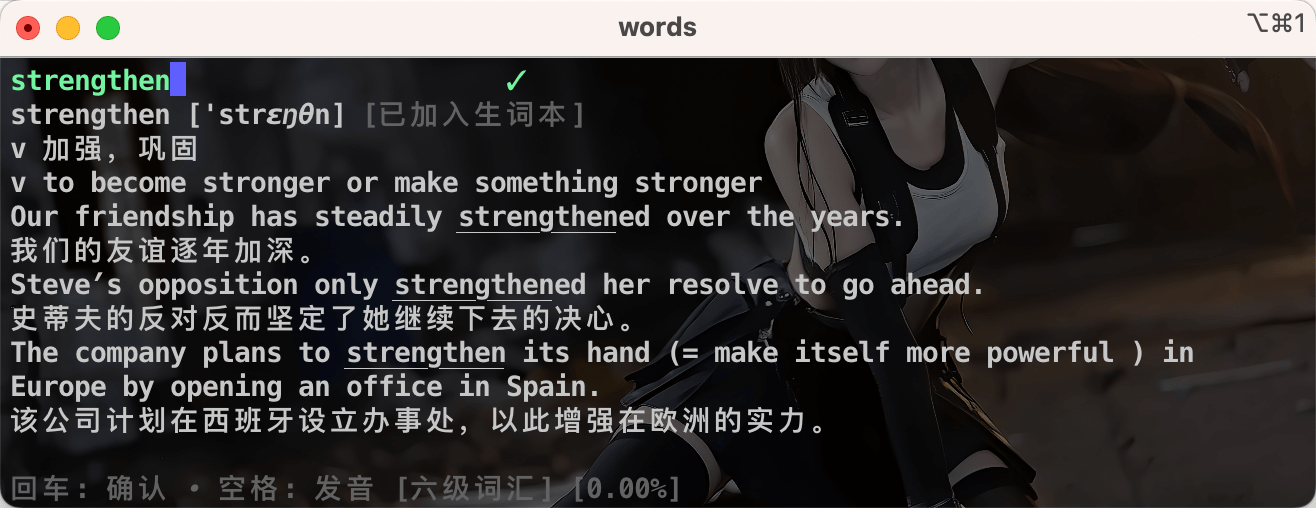 words
⌥⌘1
strengthen ✓
strengthen ['strɛŋθn] [已加入生词本]
v 加强，巩固
v to become stronger or make something stronger
Our friendship has steadily strengthened over the years.
我们的友谊逐年加深。
Steve’s opposition only strengthened her resolve to go ahead.
史蒂夫的反对反而坚定了她继续下去的决心。
The company plans to strengthen its hand (= make itself more powerful ) in
Europe by opening an office in Spain.
该公司计划在西班牙设立办事处，以此增强在欧洲的实力。
回车: 确认 • 空格: 发音 [六级词汇] [0.00%]